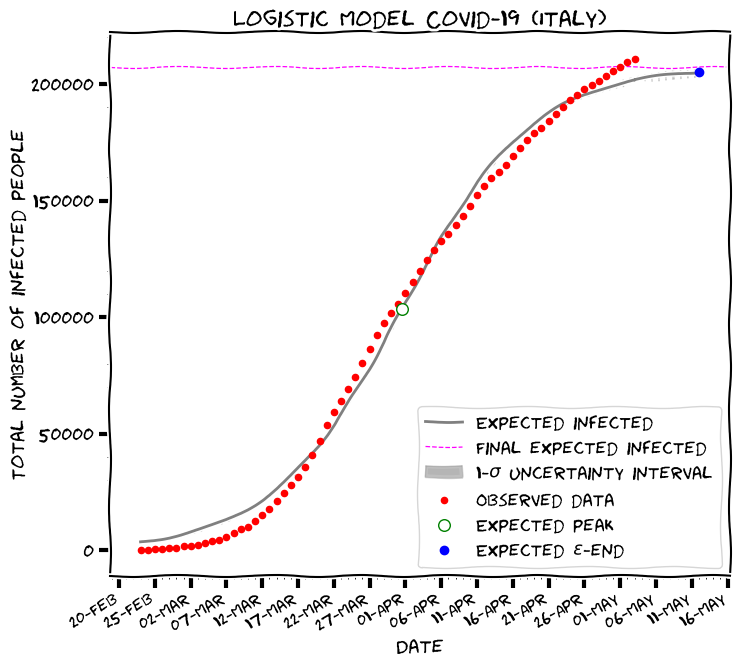 LOGISTIC MODEL COVID-19 (ITALY)
TOTAL NUMBER OF INFECTED PEOPLE
200000
150000
100000
50000
0
EXPECTED INFECTED
FINAL EXPECTED INFECTED
1-σ UNCERTAINTY INTERVAL
OBSERVED DATA
EXPECTED PEAK
EXPECTED Ε-END
20-FEB 25-FEB 02-MAR 07-MAR 12-MAR 17-MAR 22-MAR 27-MAR 01-APR 06-APR 11-APR 16-APR 21-APR 26-APR 01-MAY 06-MAY 11-MAY 16-MAY
DATE